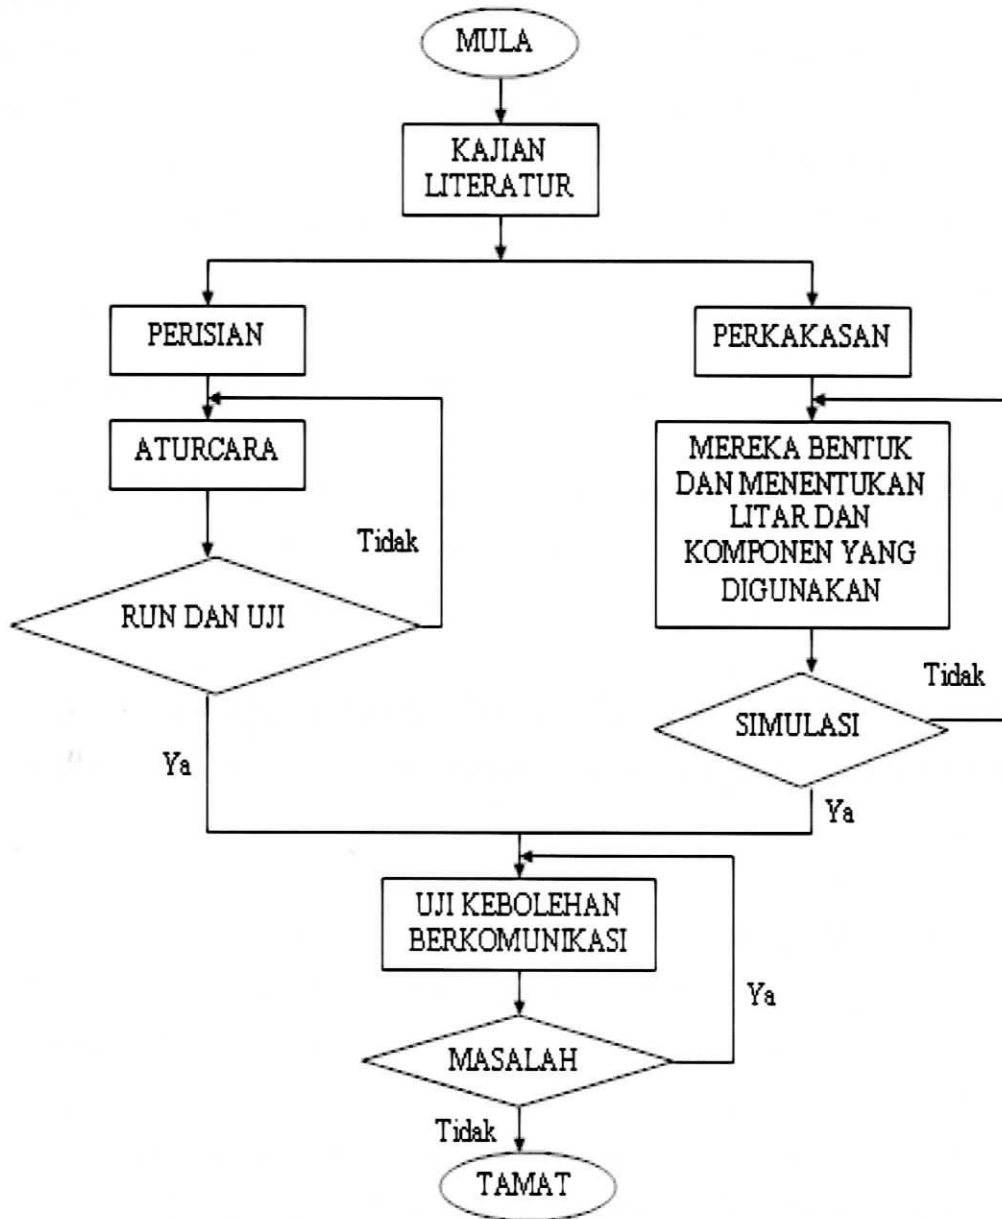 MULA
KAJIAN
LITERATUR
PERISIAN
ATURCARA
Tidak
RUN DAN UJI
Ya
PERKAKASAN
MEREKA BENTUK
DAN MENENTUKAN
LITAR DAN
KOMPONEN YANG
DIGUNAKAN
Tidak
SIMULASI
Ya
UJI KEBOLEHAN
BERKOMUNIKASI
Ya
MASALAH
Tidak
TAMAT